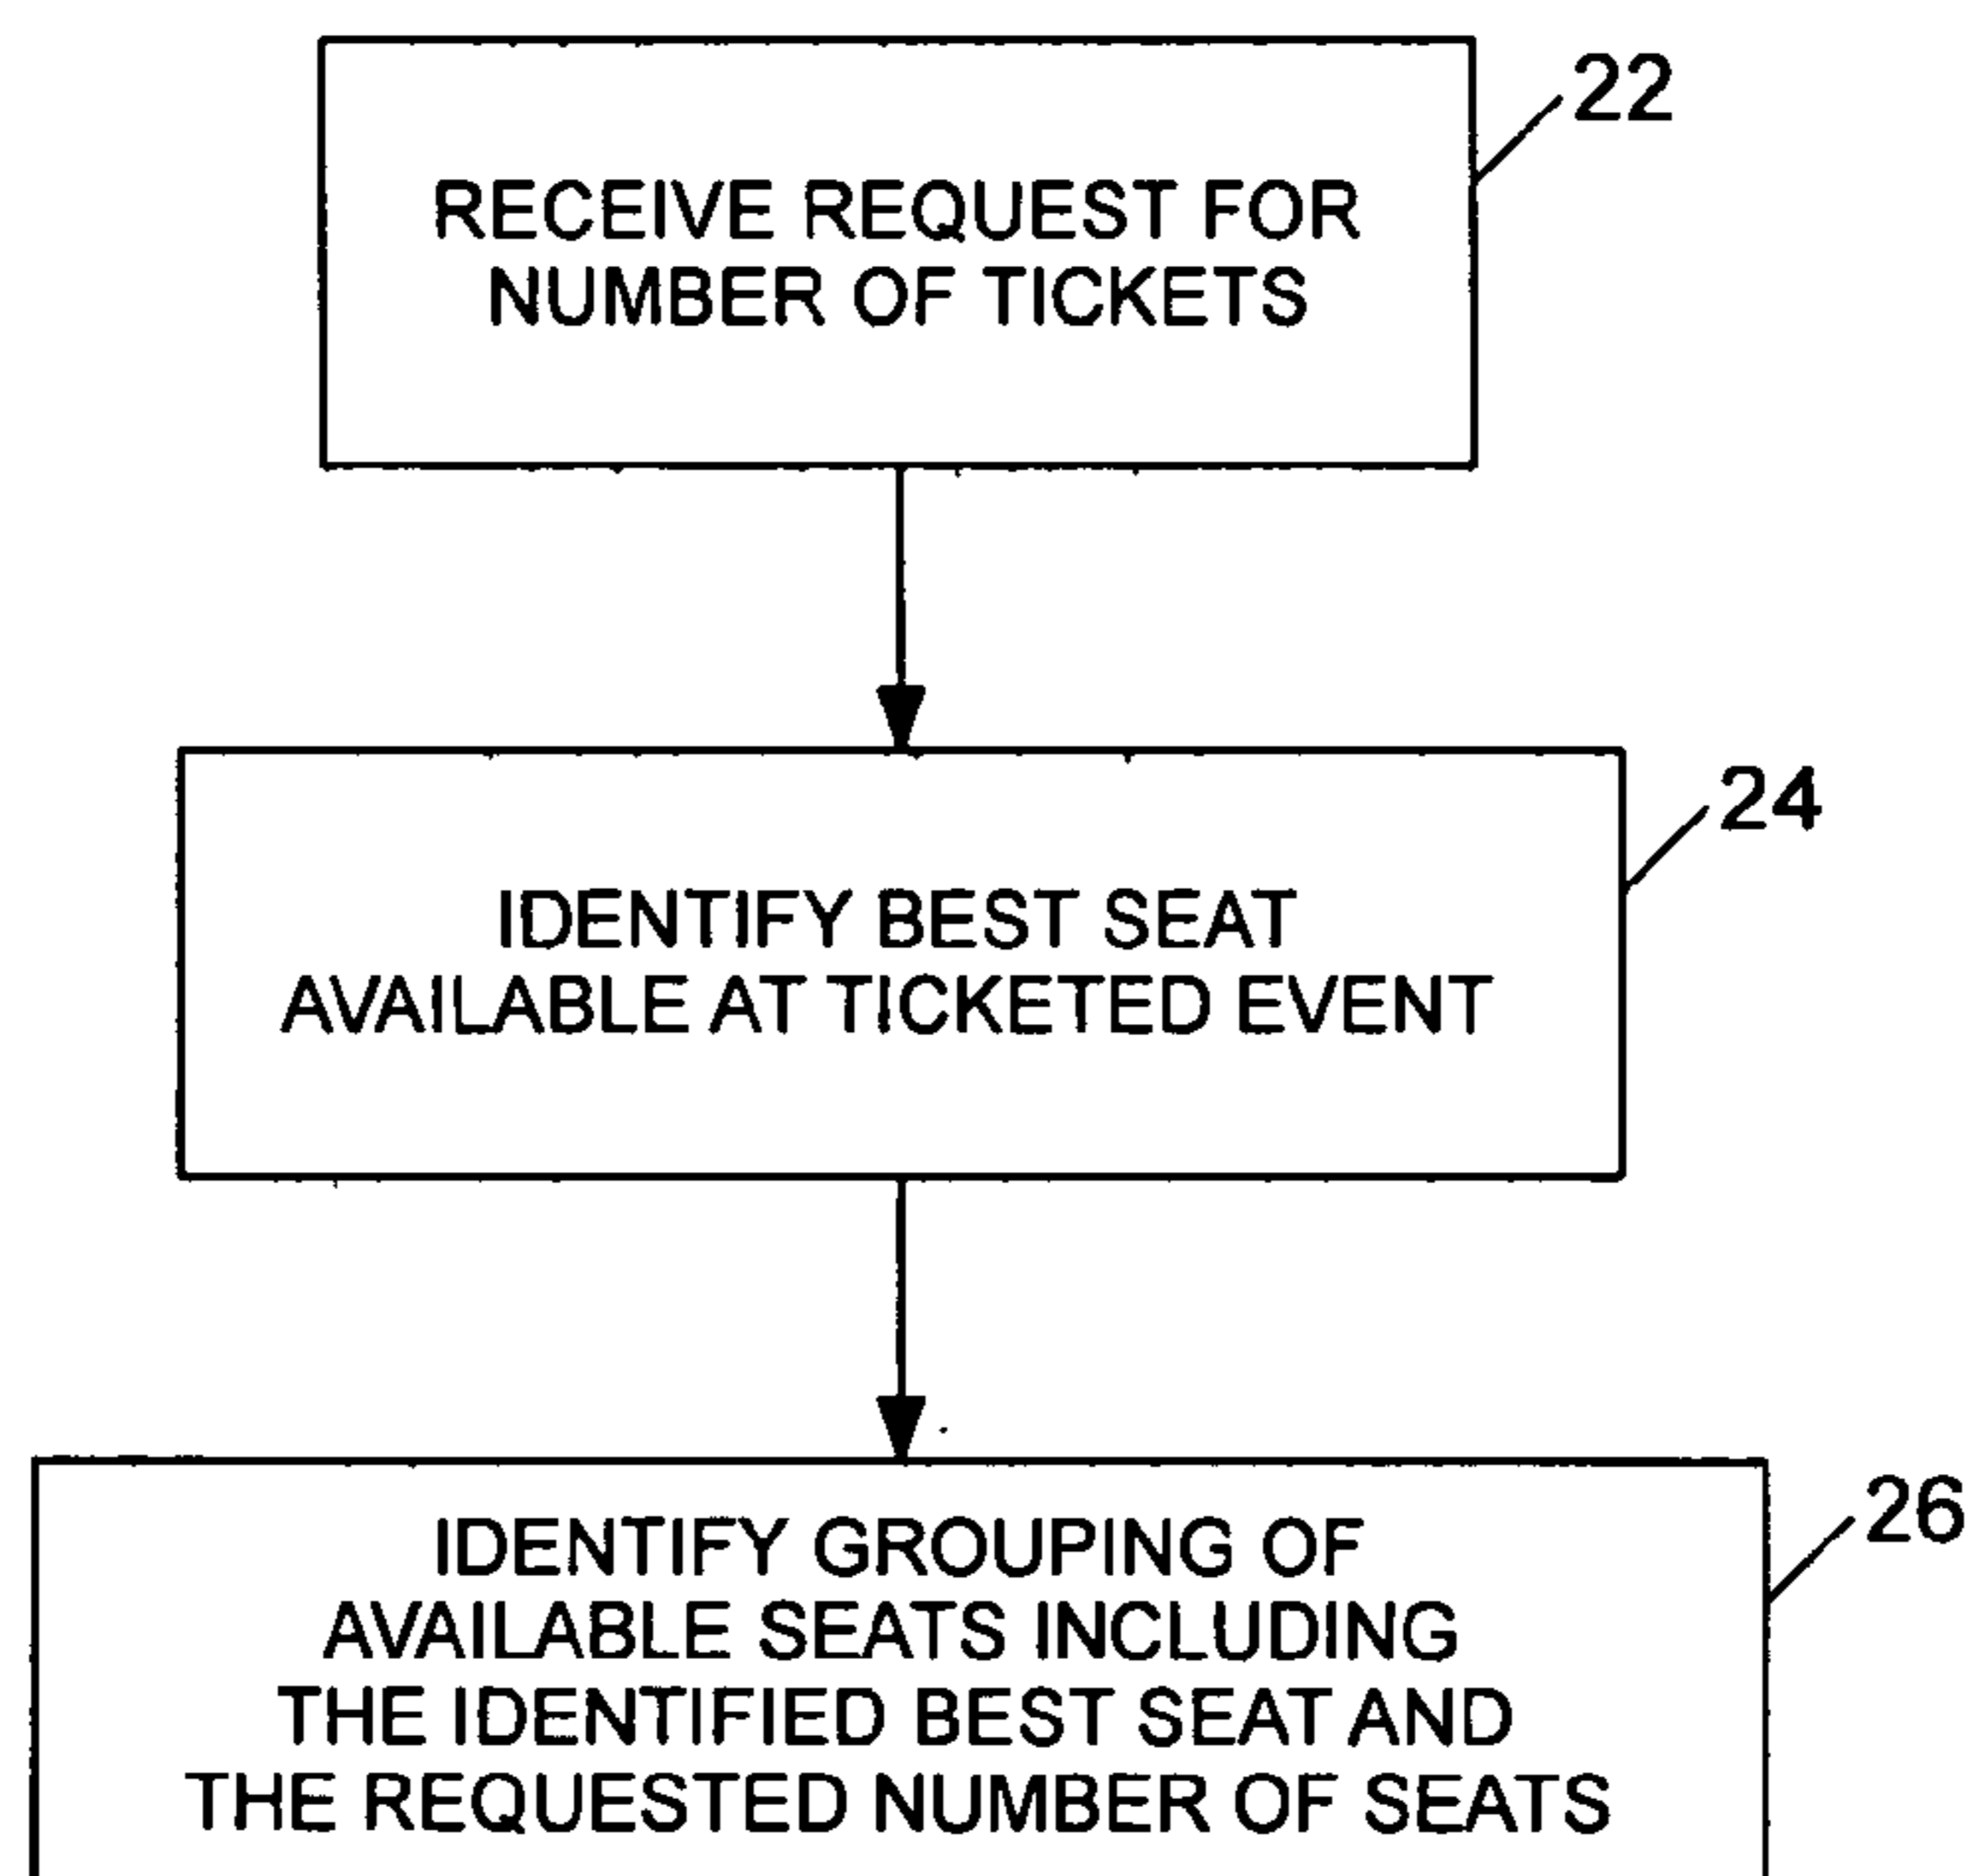 22
RECEIVE REQUEST FOR
NUMBER OF TICKETS
24
IDENTIFY BEST SEAT
AVAILABLE AT TICKETED EVENT
26
IDENTIFY GROUPING OF
AVAILABLE SEATS INCLUDING
THE IDENTIFIED BEST SEAT AND
THE REQUESTED NUMBER OF SEATS